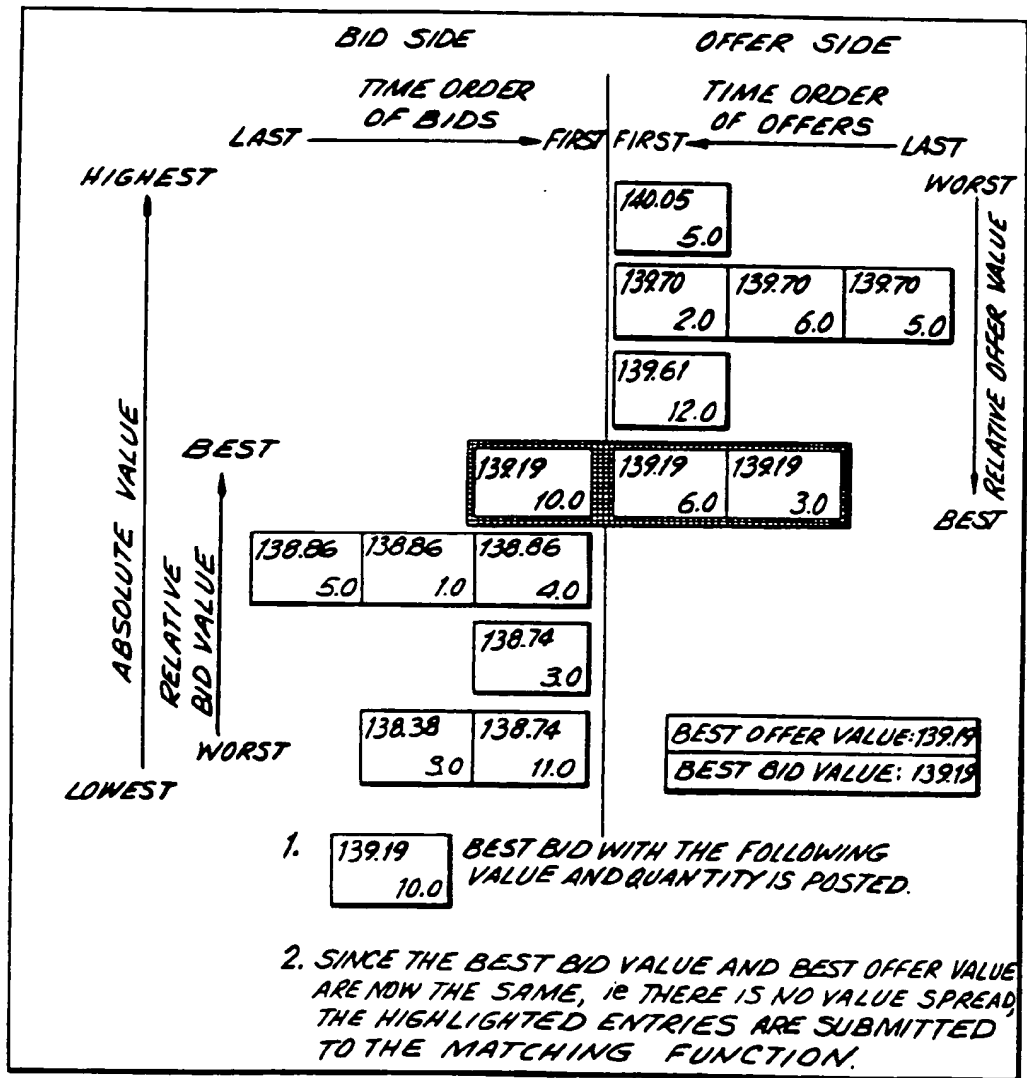 BID SIDE
OFFER SIDE
TIME ORDER
OF BIDS
TIME ORDER
OF OFFERS
LAST
FIRST
FIRST
LAST
HIGHEST
WORST
140.05
5.0
139.70
139.70
139.70
2.0
6.0
5.0
139.61
12.0
RELATIVE OFFER VALUE
BEST
139.19
139.19
139.19
10.0
6.0
3.0
BEST
ABSOLUTE VALUE
RELATIVE
BID VALUE
138.86
138.86
138.86
5.0
1.0
4.0
138.74
3.0
138.38
138.74
11.0
WORST
LOWEST
BEST OFFER VALUE: 139.19
BEST BID VALUE: 139.19
1.
139.19
10.0
BEST BID WITH THE FOLLOWING
VALUE AND QUANTITY IS POSTED.
2. SINCE THE BEST BID VALUE AND BEST OFFER VALUE
ARE NOW THE SAME, ie THERE IS NO VALUE SPREAD,
THE HIGHLIGHTED ENTRIES ARE SUBMITTED
TO THE MATCHING FUNCTION.